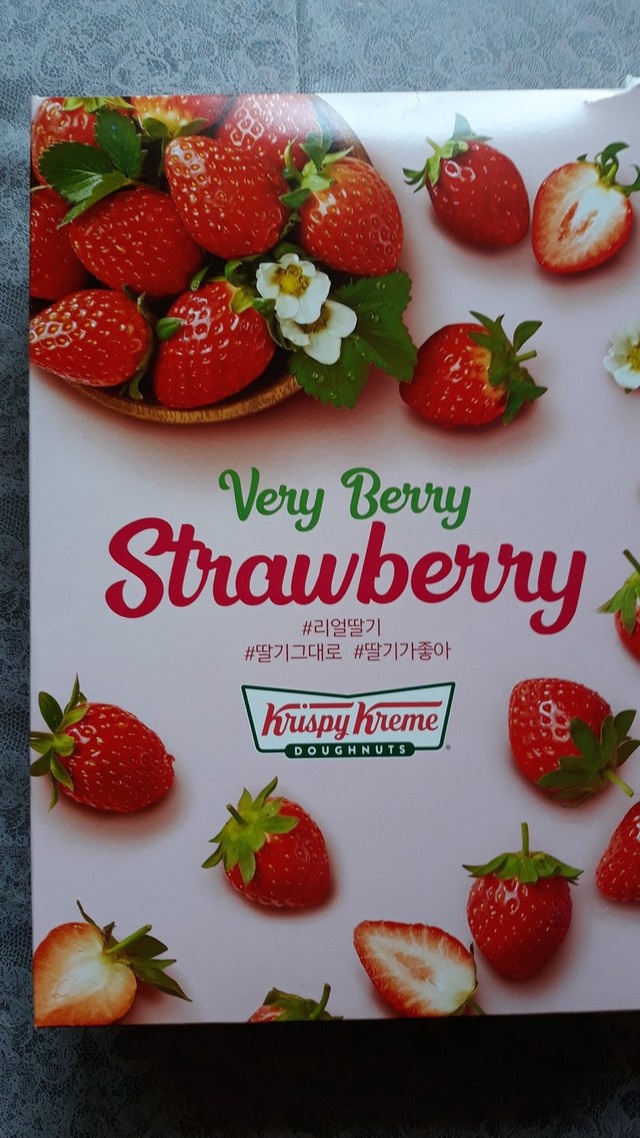 Very Berry
Strawberry
#리얼딸기
#딸기그대로 #딸기가좋아
Krispy Kreme
DOUGHNUTS